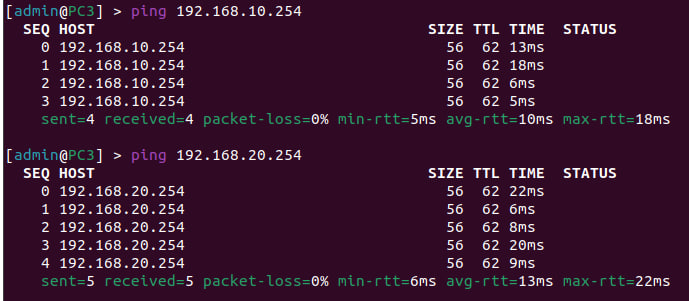 [admin@PC3] > ping 192.168.10.254
SEQ HOST SIZE TTL TIME STATUS
0 192.168.10.254 56 62 13ms
1 192.168.10.254 56 62 18ms
2 192.168.10.254 56 62 6ms
3 192.168.10.254 56 62 5ms
sent=4 received=4 packet-loss=0% min-rtt=5ms avg-rtt=10ms max-rtt=18ms
[admin@PC3] > ping 192.168.20.254
SEQ HOST SIZE TTL TIME STATUS
0 192.168.20.254 56 62 22ms
1 192.168.20.254 56 62 6ms
2 192.168.20.254 56 62 8ms
3 192.168.20.254 56 62 20ms
4 192.168.20.254 56 62 9ms
sent=5 received=5 packet-loss=0% min-rtt=6ms avg-rtt=13ms max-rtt=22ms